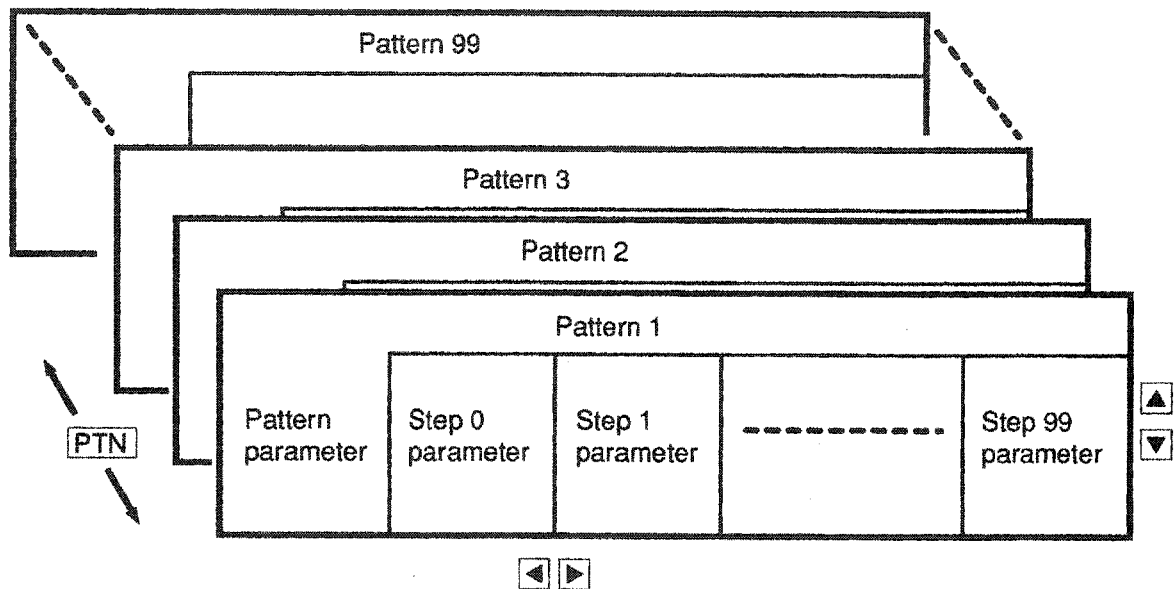 Pattern 99
Pattern 3
Pattern 2
Pattern 1
Pattern
parameter
Step 0
parameter
Step 1
parameter
Step 99
parameter
PTN